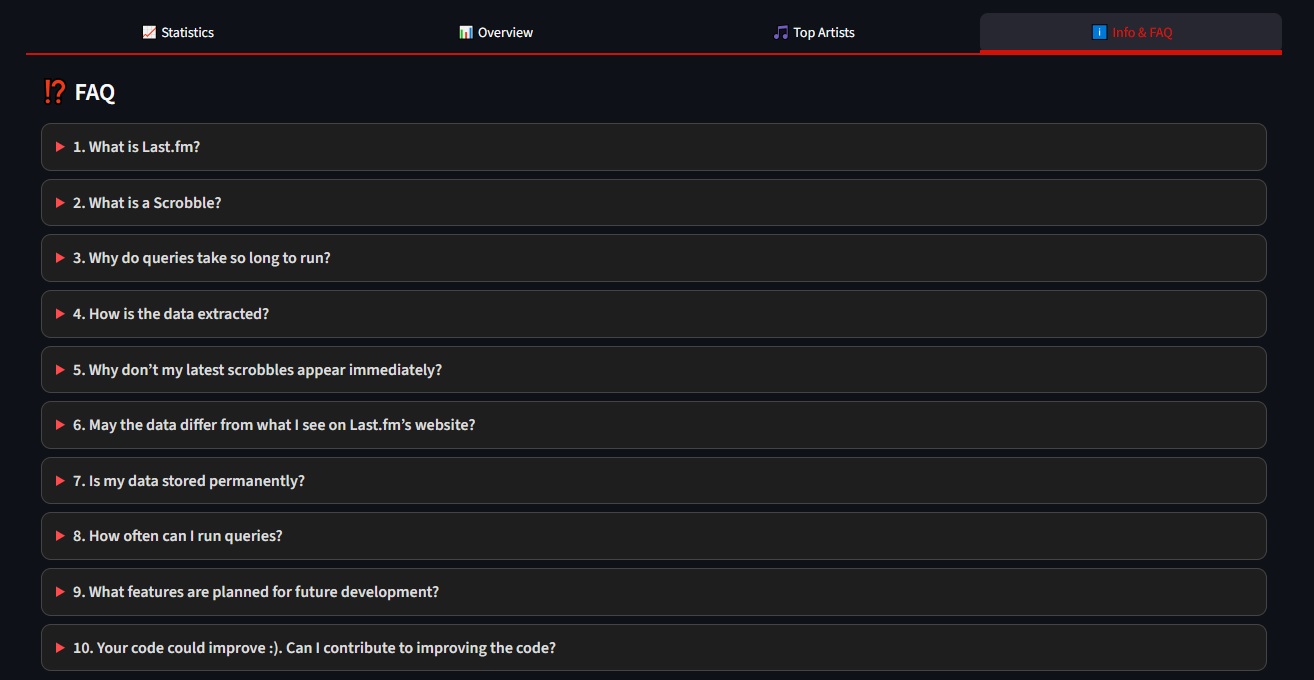 📈 Statistics
📊 Overview
🎵 Top Artists
ℹ️ Info & FAQ
⁉️ FAQ
▶ 1. What is Last.fm?
▶ 2. What is a Scrobble?
▶ 3. Why do queries take so long to run?
▶ 4. How is the data extracted?
▶ 5. Why don’t my latest scrobbles appear immediately?
▶ 6. May the data differ from what I see on Last.fm’s website?
▶ 7. Is my data stored permanently?
▶ 8. How often can I run queries?
▶ 9. What features are planned for future development?
▶ 10. Your code could improve :). Can I contribute to improving the code?